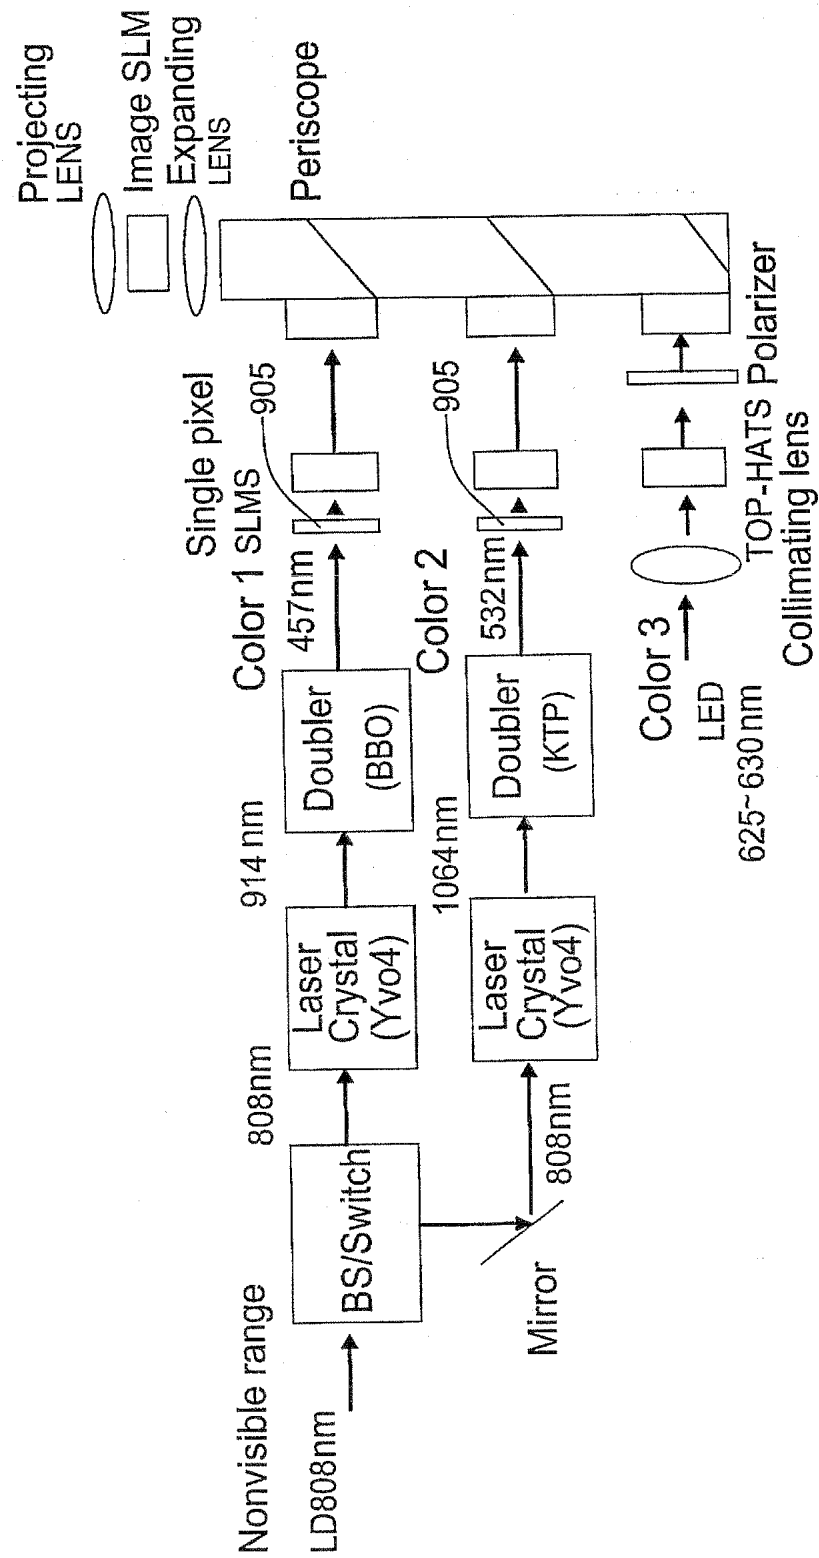 Projecting
LENS
Image SLM
Expanding
LENS
Periscope
Single pixel
SLMS
905
Color 1
457nm
Doubler
(BBO)
914 nm
Laser
Crystal
(Yvo4)
808nm
BS/Switch
Nonvisible range
LD808nm
905
Color 2
532nm
Doubler
(KTP)
1064nm
Laser
Crystal
(Yvo4)
808nm
Mirror
Polarizer
TOP-HATS
Collimating lens
Color 3
LED
625~630nm